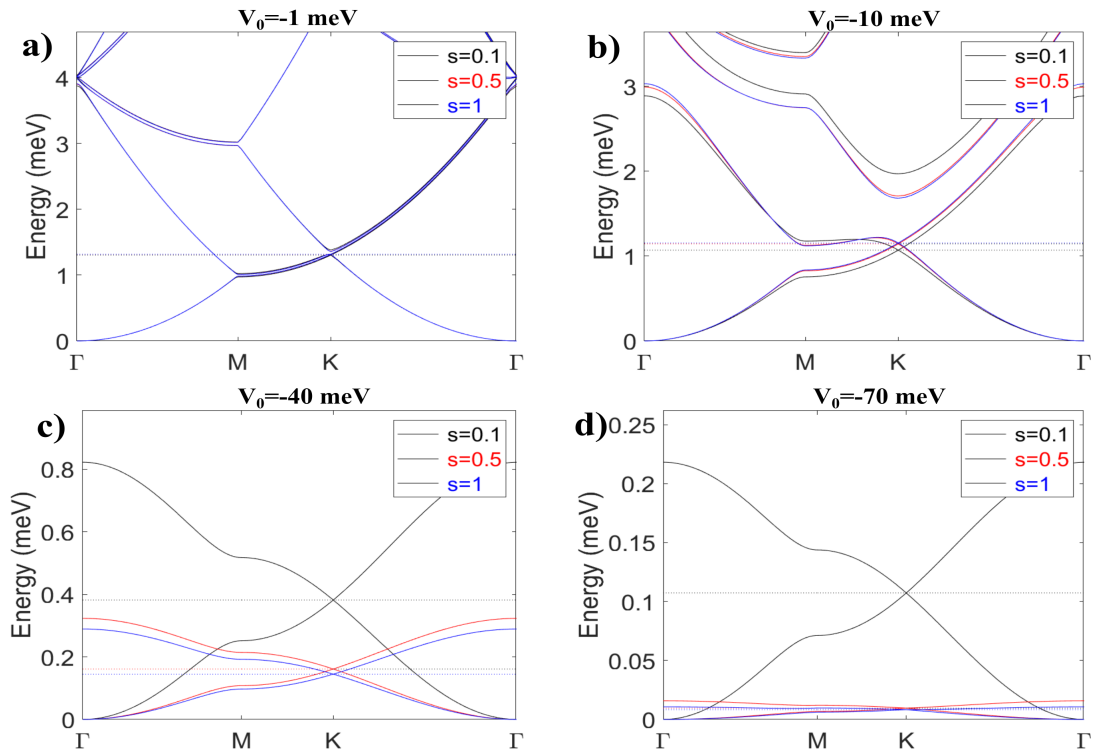 V0=-1 meV
a)
s=0.1
s=0.5
s=1
Energy (meV)
4
3
2
1
0
Γ
M
K
Γ
V0=-10 meV
b)
s=0.1
s=0.5
s=1
Energy (meV)
3
2
1
0
Γ
M
K
Γ
V0=-40 meV
c)
s=0.1
s=0.5
s=1
Energy (meV)
0.8
0.6
0.4
0.2
0
Γ
M
K
Γ
V0=-70 meV
d)
s=0.1
s=0.5
s=1
Energy (meV)
0.25
0.2
0.15
0.1
0.05
0
Γ
M
K
Γ